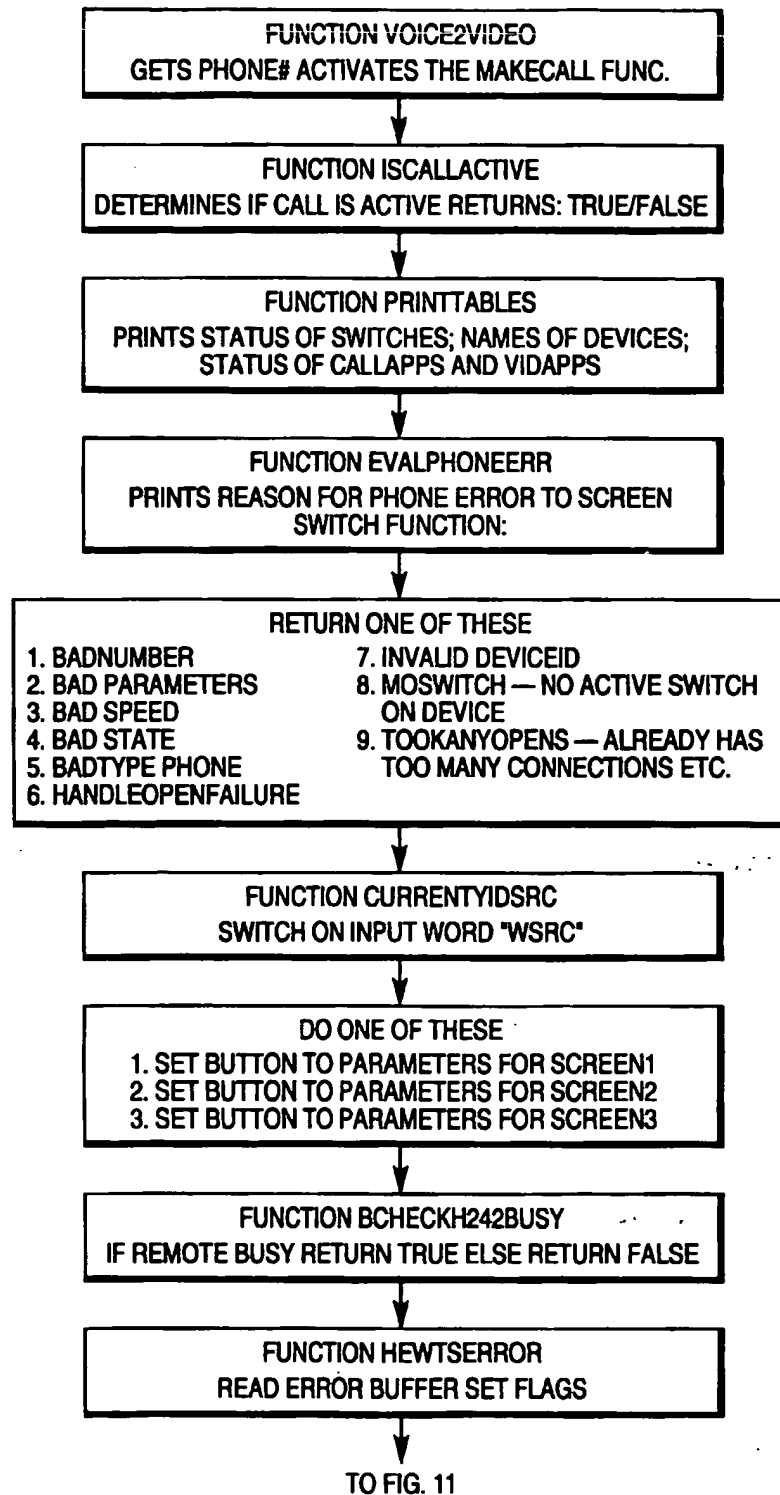 FUNCTION VOICE2VIDEO
GETS PHONE# ACTIVATES THE MAKECALL FUNC.
FUNCTION ISCALLACTIVE
DETERMINES IF CALL IS ACTIVE RETURNS: TRUE/FALSE
FUNCTION PRINTTABLES
PRINTS STATUS OF SWITCHES; NAMES OF DEVICES;
STATUS OF CALLAPPS AND VIDAPPS
FUNCTION EVALPHONEERR
PRINTS REASON FOR PHONE ERROR TO SCREEN
SWITCH FUNCTION:
RETURN ONE OF THESE
1. BADNUMBER
2. BAD PARAMETERS
3. BAD SPEED
4. BAD STATE
5. BADTYPE PHONE
6. HANDLEOPENFAILURE
7. INVALID DEVICEID
8. MOSWITCH — NO ACTIVE SWITCH
ON DEVICE
9. TOOKANYOPENS — ALREADY HAS
TOO MANY CONNECTIONS ETC.
FUNCTION CURRENTYIDSRC
SWITCH ON INPUT WORD "WSRC"
DO ONE OF THESE
1. SET BUTTON TO PARAMETERS FOR SCREEN1
2. SET BUTTON TO PARAMETERS FOR SCREEN2
3. SET BUTTON TO PARAMETERS FOR SCREEN3
FUNCTION BCHECKH242BUSY
IF REMOTE BUSY RETURN TRUE ELSE RETURN FALSE
FUNCTION HEWTSERROR
READ ERROR BUFFER SET FLAGS
TO FIG. 11